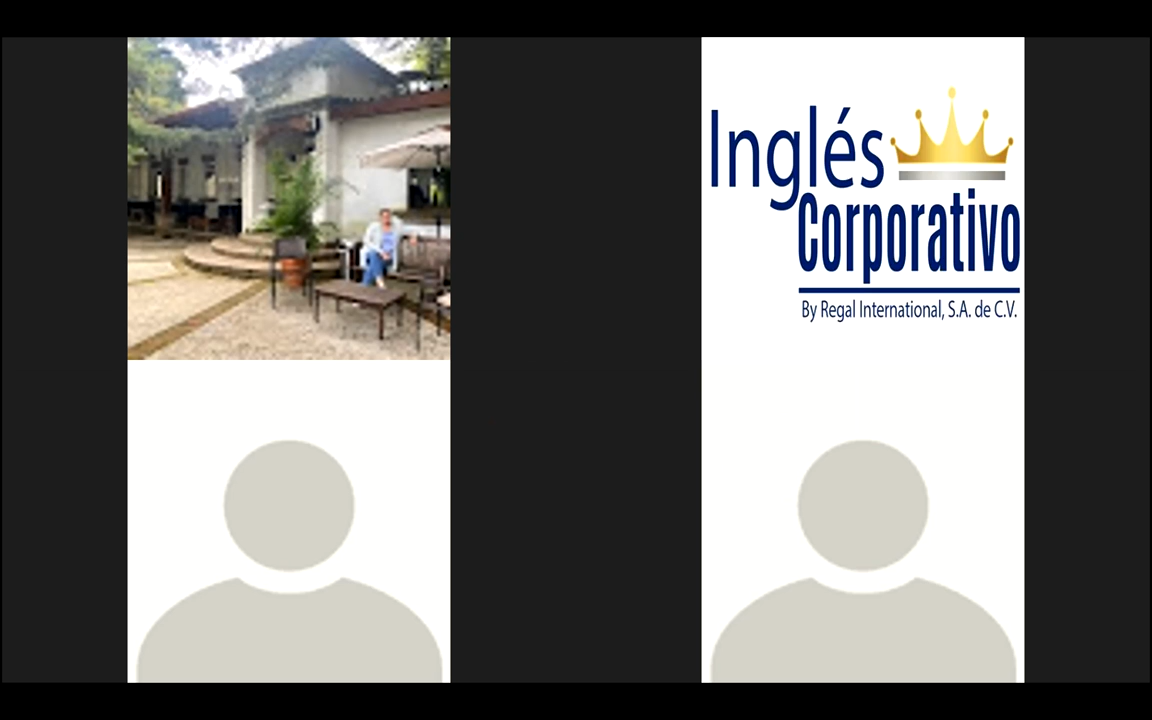 Inglés
Corporativo
By Regal International, S.A. de C.V.